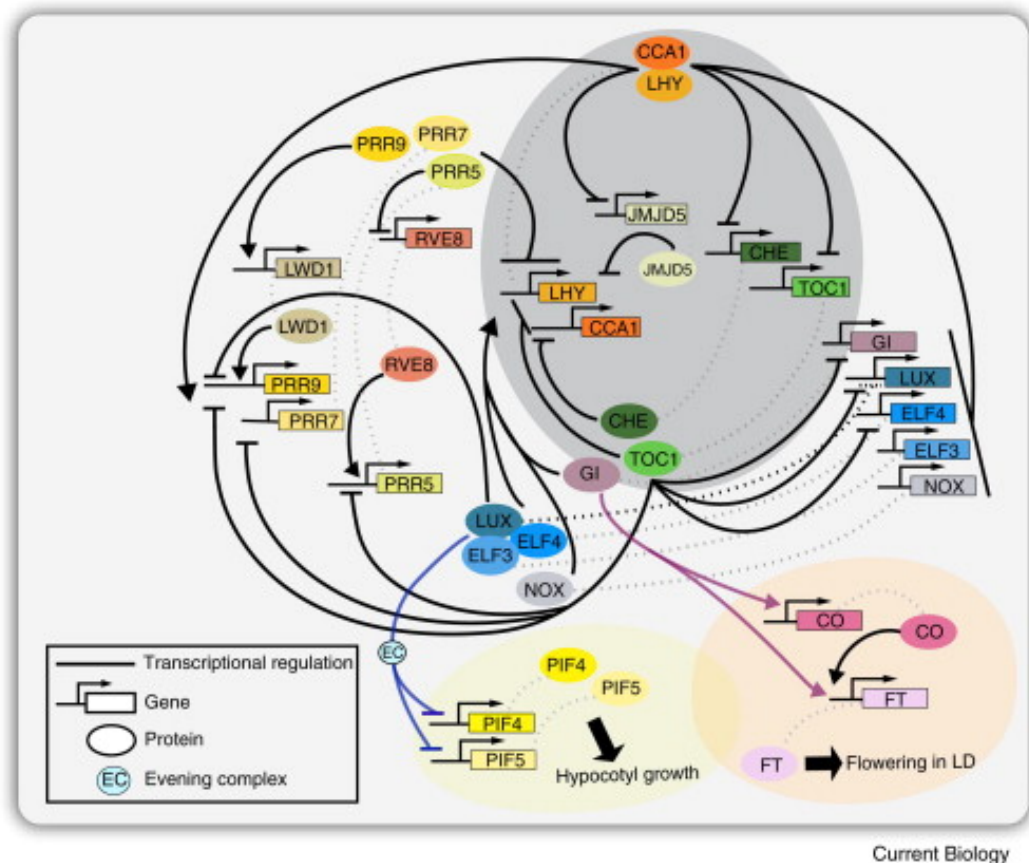 CCA1
LHY
PRR9
PRR7
PRR5
JMJD5
RVE8
CHE
LWD1
JMJD5
LHY
TOC1
CCA1
GI
LWD1
RVE8
LUX
PRR9
ELF4
PRR7
CHE
ELF3
TOC1
GI
PRR5
NOX
LUX
ELF4
ELF3
NOX
CO
CO
EC
PIF4
PIF5
PIF4
FT
PIF5
Hypocotyl growth
FT
Flowering in LD
Transcriptional regulation
Gene
Protein
EC Evening complex
Current Biology